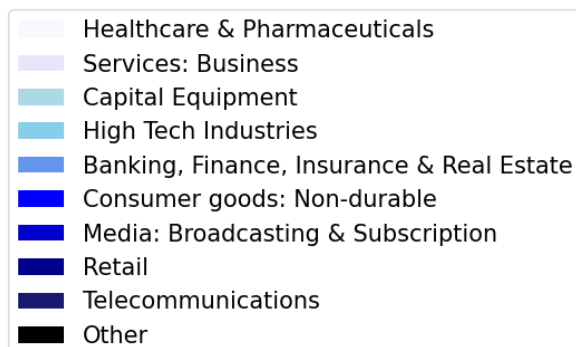 Healthcare & Pharmaceuticals
Services: Business
Capital Equipment
High Tech Industries
Banking, Finance, Insurance & Real Estate
Consumer goods: Non-durable
Media: Broadcasting & Subscription
Retail
Telecommunications
Other